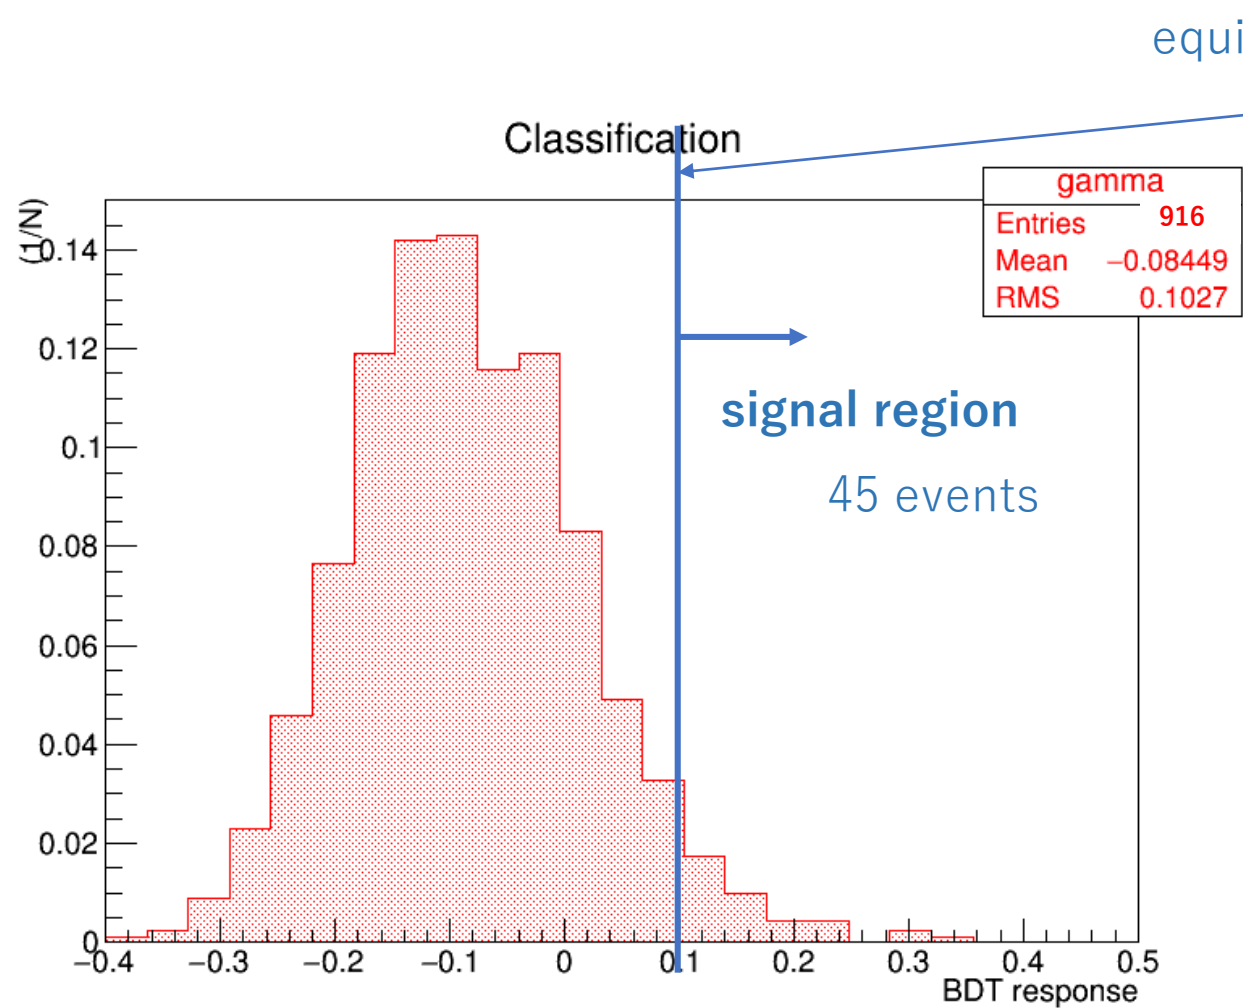 equi
Classification
gamma
Entries 916
Mean −0.08449
RMS 0.1027
(1/N)
0.14
0.12
0.1
0.08
0.06
0.04
0.02
0
signal region
45 events
−0.4 −0.3 −0.2 −0.1 0 0.1 0.2 0.3 0.4 0.5
BDT response